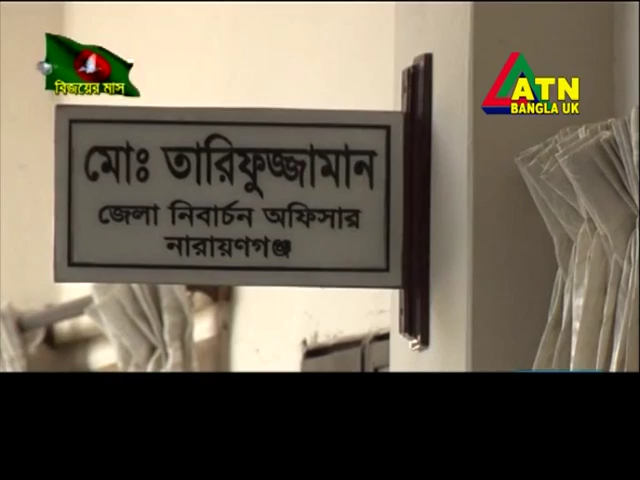 বিজয়ের মাস
ATN
BANGLA UK
মোঃ তারিফুজ্জামান
জেলা নিবার্চন অফিসার
নারায়ণগঞ্জ